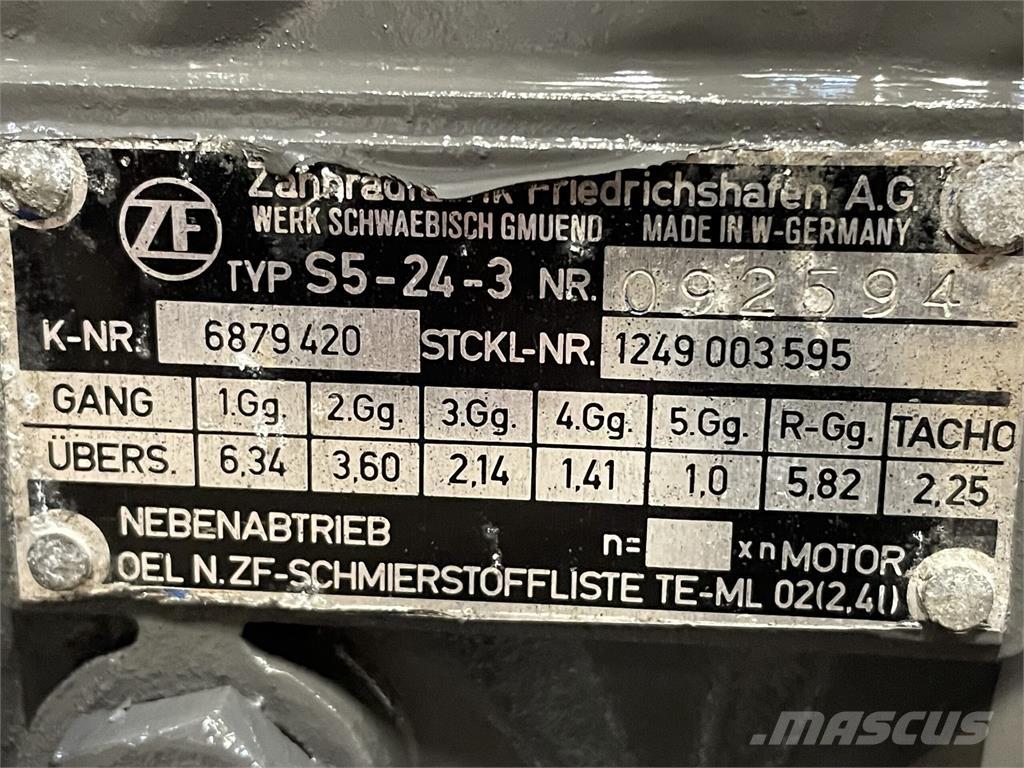 Zahnradfabrik Friedrichshafen A.G.
ZF
WERK SCHWAEBISCH GMUEND MADE IN W-GERMANY
TYP S5-24-3 NR. 092594
K-NR. 6879 420 STCKL-NR. 1249 003 595
GANG 1.Gg. 2.Gg. 3.Gg. 4.Gg. 5.Gg. R-Gg. TACHO
ÜBERS. 6,34 3,60 2,14 1,41 1,0 5,82 2,25
NEBENABTRIEB n= x n MOTOR
OEL N. ZF-SCHMIERSTOFFLISTE TE-ML 02(2,4l)
MASCUS